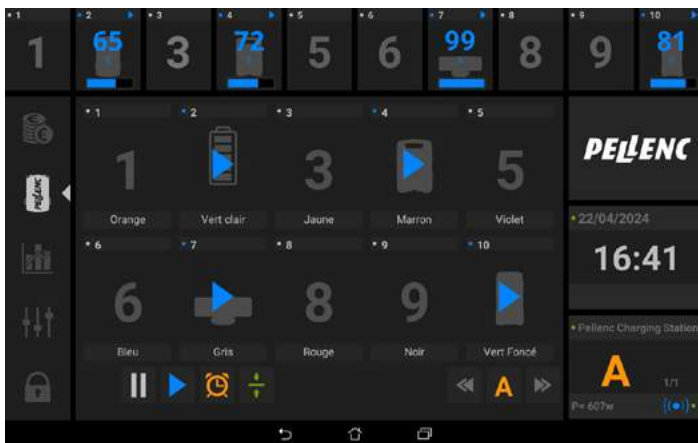 1 2 3 4 5 6 7 8 9 10
1 65 3 72 5 6 99 8 9 81
PELLENC
1 2 3 4 5
1 3 5
Orange Vert clair Jaune Marron Violet
6 7 8 9 10
6 8 9
Bleu Gris Rouge Noir Vert Foncé
A
PELLENC
22/04/2024
16:41
Pellenc Charging Station
A 1/1
P= 607w